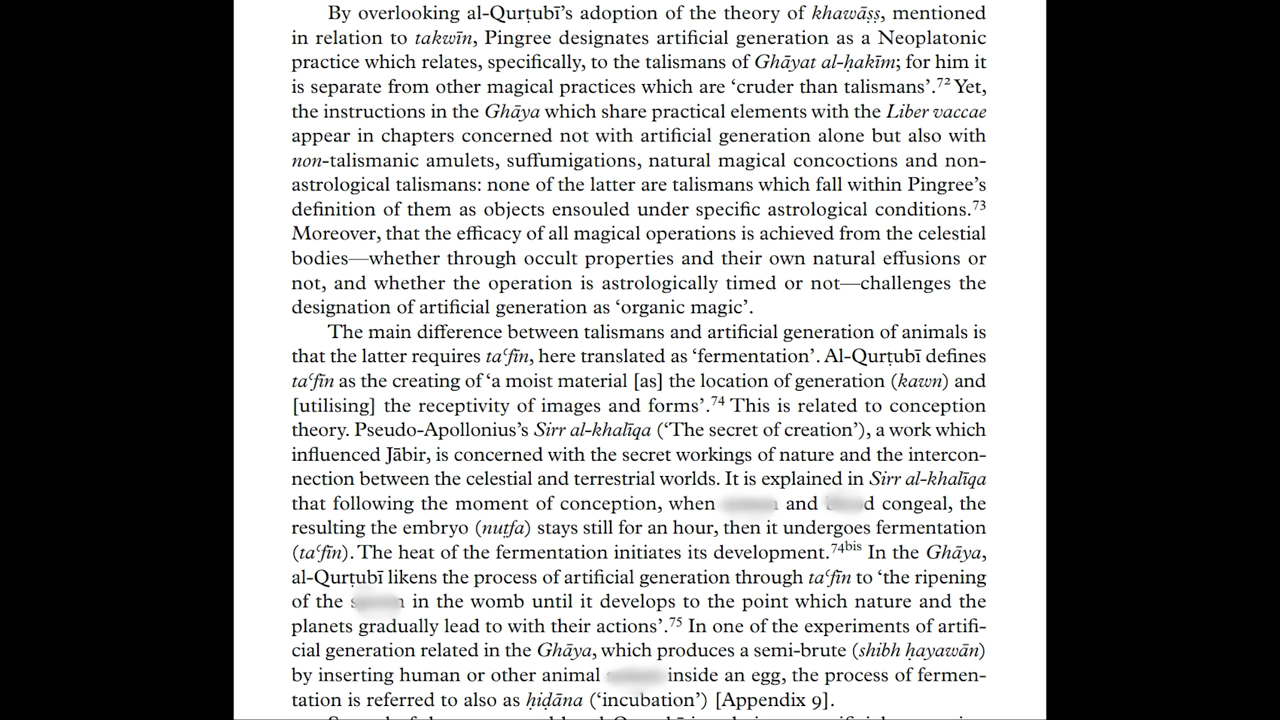 By overlooking al-Qurṭubī’s adoption of the theory of khawāṣṣ, mentioned
in relation to takwīn, Pingree designates artificial generation as a Neoplatonic
practice which relates, specifically, to the talismans of Ghāyat al-ḥakīm; for him it
is separate from other magical practices which are ‘cruder than talismans’.72 Yet,
the instructions in the Ghāya which share practical elements with the Liber vaccae
appear in chapters concerned not with artificial generation alone but also with
non-talismanic amulets, suffumigations, natural magical concoctions and non-
astrological talismans: none of the latter are talismans which fall within Pingree’s
definition of them as objects ensouled under specific astrological conditions.73
Moreover, that the efficacy of all magical operations is achieved from the celestial
bodies—whether through occult properties and their own natural effusions or
not, and whether the operation is astrologically timed or not—challenges the
designation of artificial generation as ‘organic magic’.
The main difference between talismans and artificial generation of animals is
that the latter requires taʿfīn, here translated as ‘fermentation’. Al-Qurṭubī defines
taʿfīn as the creating of ‘a moist material [as] the location of generation (kawn) and
[utilising] the receptivity of images and forms’.74 This is related to conception
theory. Pseudo-Apollonius’s Sirr al-khalīqa (‘The secret of creation’), a work which
influenced Jābir, is concerned with the secret workings of nature and the intercon-
nection between the celestial and terrestrial worlds. It is explained in Sirr al-khalīqa
that following the moment of conception, when and congeal, the
resulting the embryo (nuṭfa) stays still for an hour, then it undergoes fermentation
(taʿfīn). The heat of the fermentation initiates its development.74bis In the Ghāya,
al-Qurṭubī likens the process of artificial generation through taʿfīn to ‘the ripening
of the in the womb until it develops to the point which nature and the
planets gradually lead to with their actions’.75 In one of the experiments of artifi-
cial generation related in the Ghāya, which produces a semi-brute (shibh ḥayawān)
by inserting human or other animal inside an egg, the process of fermen-
tation is referred to also as ḥiḍāna (‘incubation’) [Appendix 9].